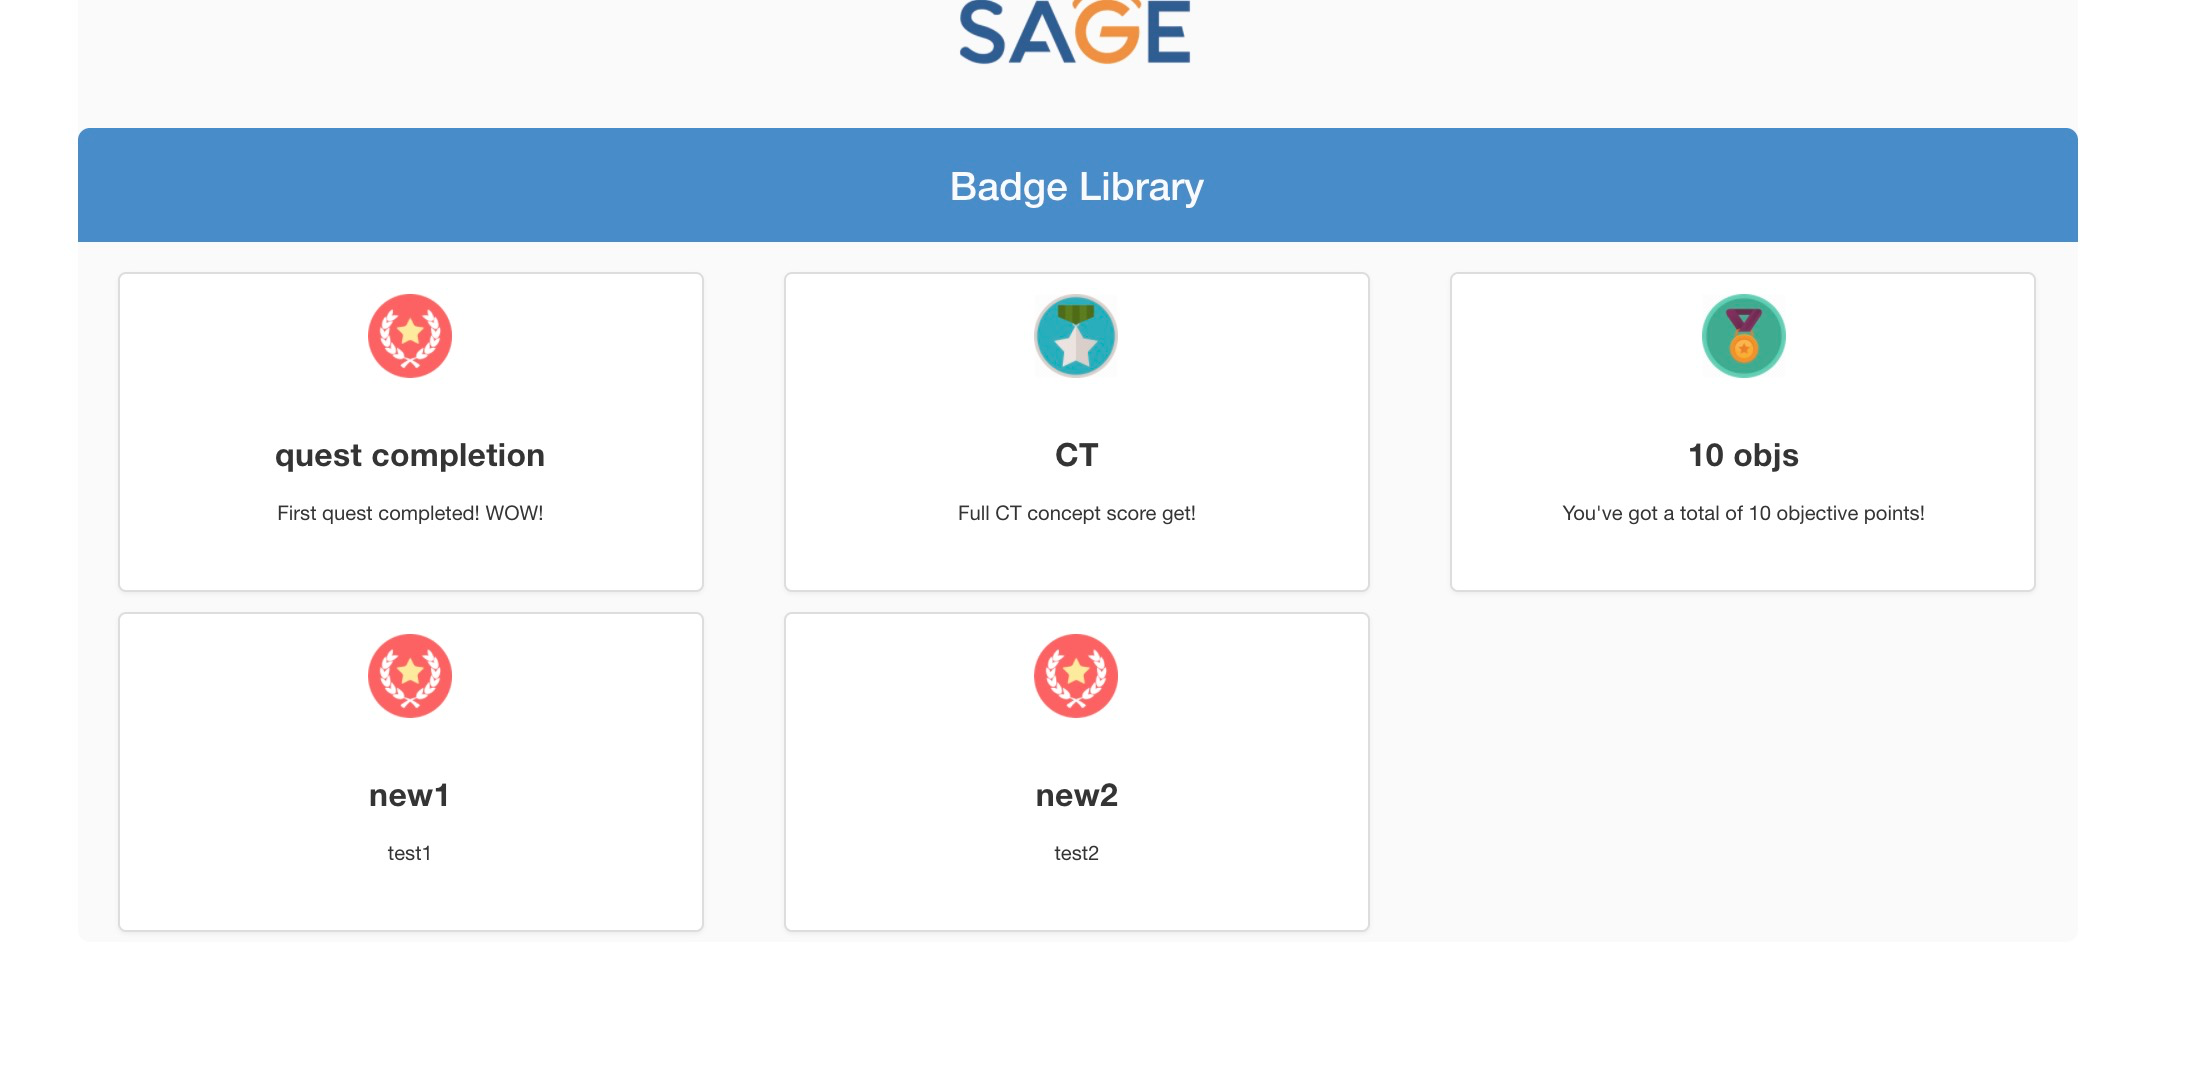 SAGE
Badge Library
quest completion
First quest completed! WOW!
CT
Full CT concept score get!
10 objs
You've got a total of 10 objective points!
new1
test1
new2
test2